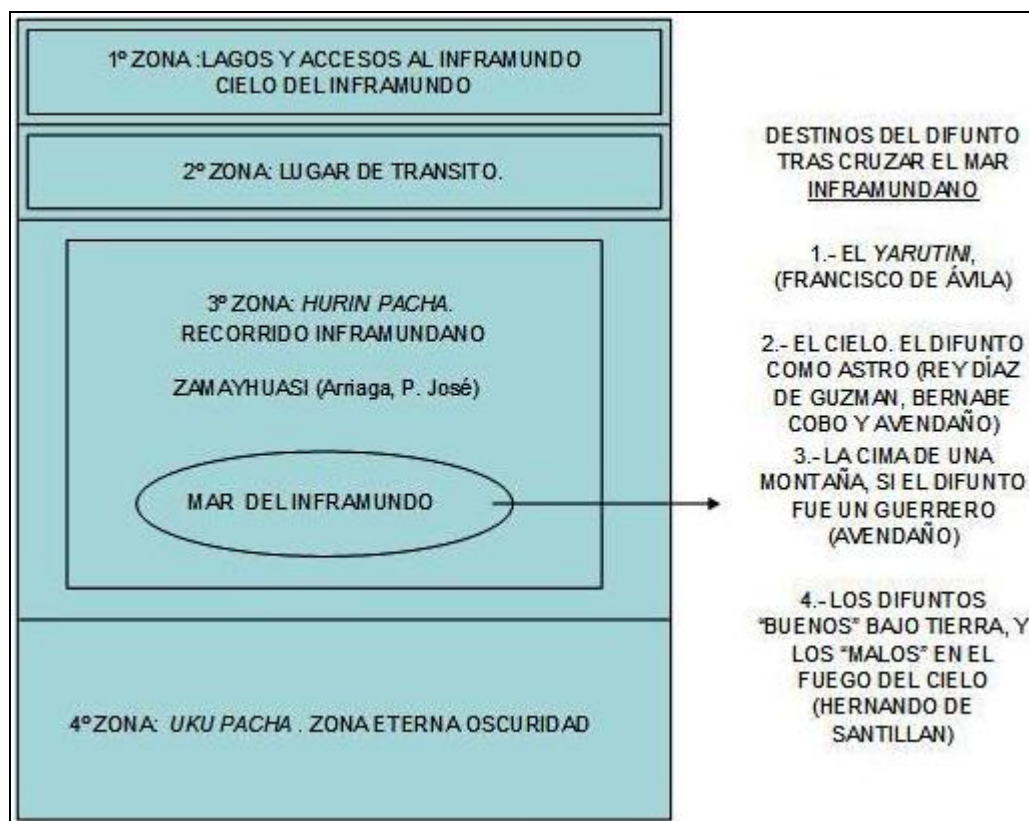 1º ZONA :LAGOS Y ACCESOS AL INFRAMUNDO
CIELO DEL INFRAMUNDO
2º ZONA: LUGAR DE TRANSITO.
3º ZONA: HURIN PACHA.
RECORRIDO INFRAMUNDANO
ZAMAYHUASI (Arriaga, P. José)
MAR DEL INFRAMUNDO
4º ZONA: UKU PACHA . ZONA ETERNA OSCURIDAD
DESTINOS DEL DIFUNTO
TRAS CRUZAR EL MAR
INFRAMUNDANO
1.- EL YARUTINI,
(FRANCISCO DE ÁVILA)
2.- EL CIELO. EL DIFUNTO
COMO ASTRO (REY DÍAZ
DE GUZMAN, BERNABE
COBO Y AVENDAÑO)
3.- LA CIMA DE UNA
MONTAÑA, SI EL DIFUNTO
FUE UN GUERRERO
(AVENDAÑO)
4.- LOS DIFUNTOS
"BUENOS" BAJO TIERRA, Y
LOS "MALOS" EN EL
FUEGO DEL CIELO
(HERNANDO DE
SANTILLAN)